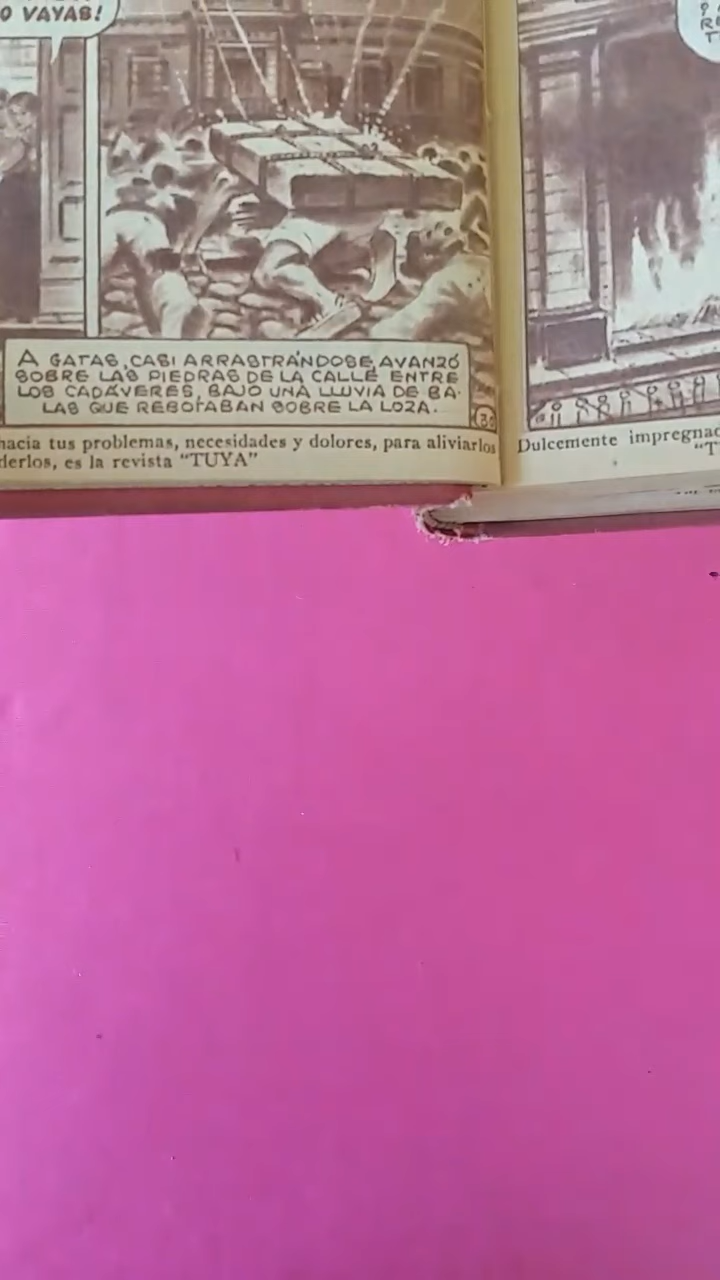 O VAYAS!
A GATAS, CASI ARRASTRÁNDOSE, AVANZÓ
SOBRE LAS PIEDRAS DE LA CALLE ENTRE
LOS CADÁVERES, BAJO UNA LLUVIA DE BA-
LAS QUE REBOTABAN SOBRE LA LOZA.
hacia tus problemas, necesidades y dolores, para aliviarlos
derlos, es la revista "TUYA"
Dulcemente impregnad
"T